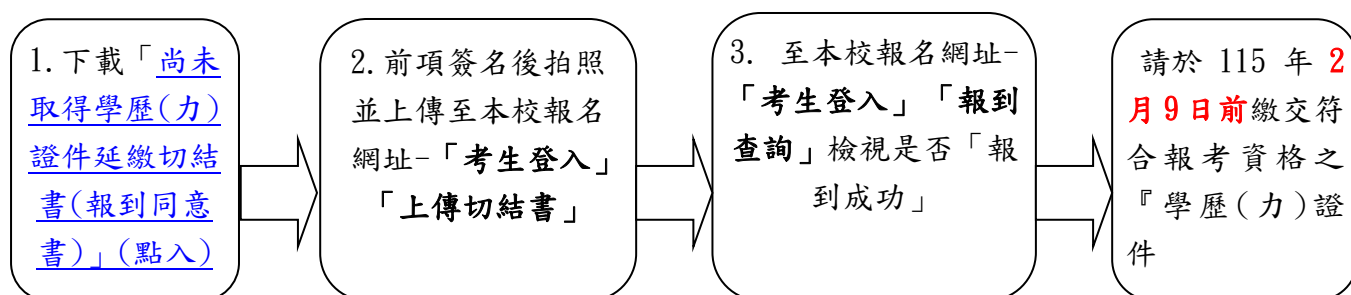 1.下載「尚未
取得學歷(力)
證件延繳切結
書(報到同意
書)」(點入)
2.前項簽名後拍照
並上傳至本校報名
網址-「考生登入」
「上傳切結書」
3. 至本校報名網址-
「考生登入」「報到
查詢」檢視是否「報
到成功」
請於 115 年 2
月 9 日前繳交符
合報考資格之
『學歷(力)證
件